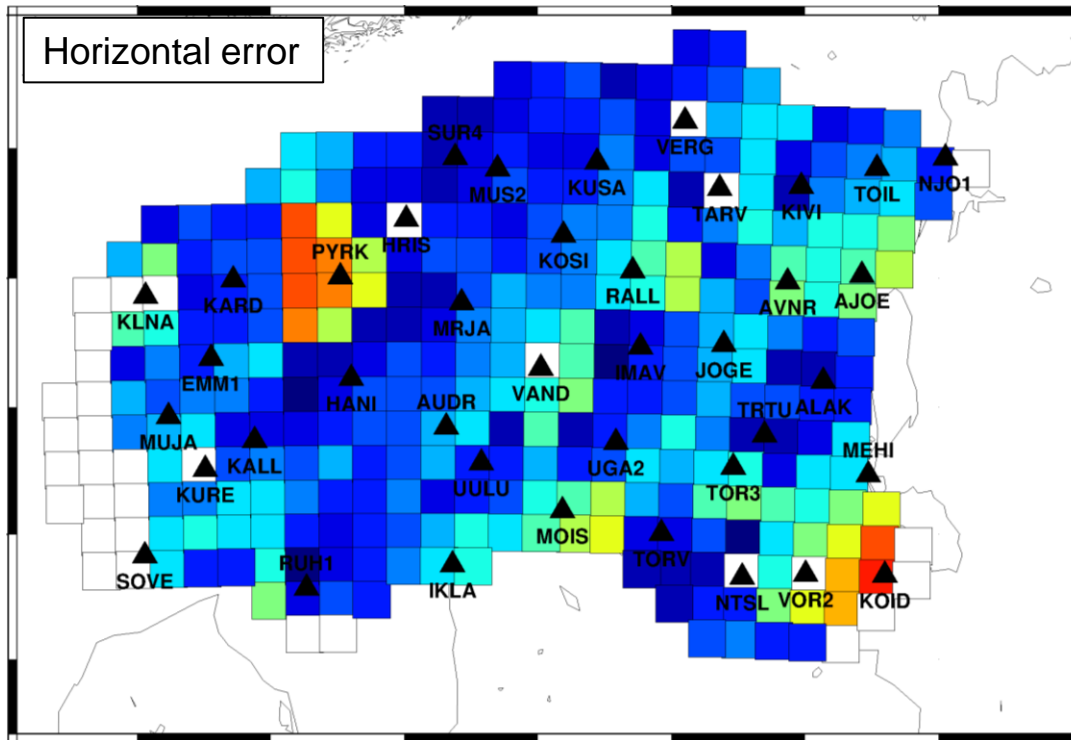 Horizontal error
SUR4
VERG
MUS2
KUSA
TARV
KIVI
TOIL
NJO1
PYRK
HRIS
KOSI
KLNA
KARD
MRJA
RALL
AVNR
AJOE
EMM1
HANI
AUDR
VAND
IMAV
JOGE
TRTU
ALAK
MUJA
KALL
KURE
UULU
UGA2
TOR3
MEHI
MOIS
TORV
SOVE
RUH1
IKLA
NTSL
VOR2
KOID